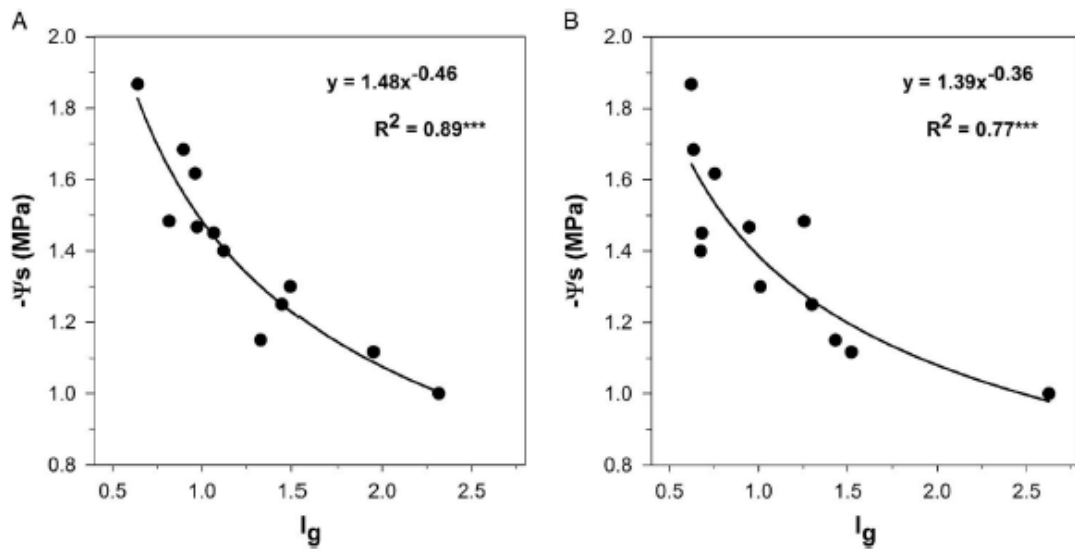 A
y = 1.48x^-0.46
R^2 = 0.89***
-Ψs (MPa)
2.0
1.8
1.6
1.4
1.2
1.0
0.8
0.5 1.0 1.5 2.0 2.5
Ig
B
y = 1.39x^-0.36
R^2 = 0.77***
-Ψs (MPa)
2.0
1.8
1.6
1.4
1.2
1.0
0.8
0.5 1.0 1.5 2.0 2.5
Ig